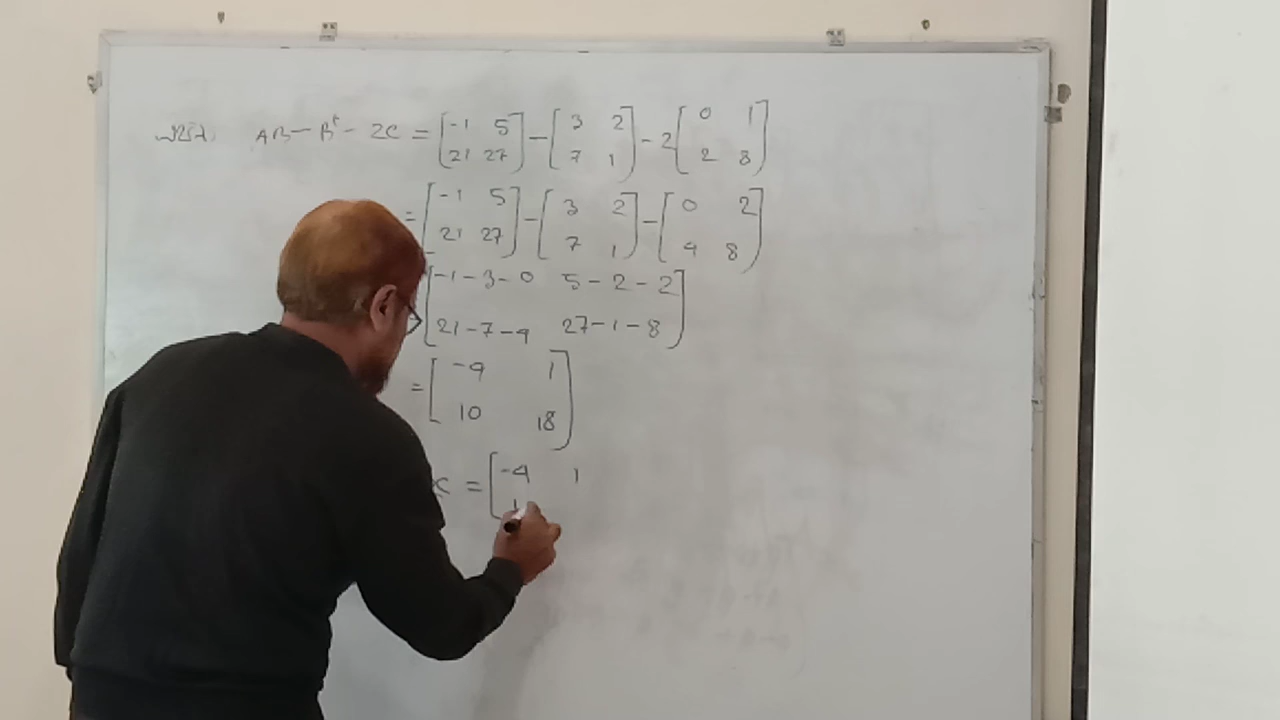 AB - B^t - 2C = [-1 5; 21 27] - [3 2; 7 1] - 2[0 1; 2 8]
= [-1 5; 21 27] - [3 2; 7 1] - [0 2; 4 8]
[-1-3-0 5-2-2; 21-7-4 27-1-8]
= [-4 1; 10 18]
C = [-4 1; 1